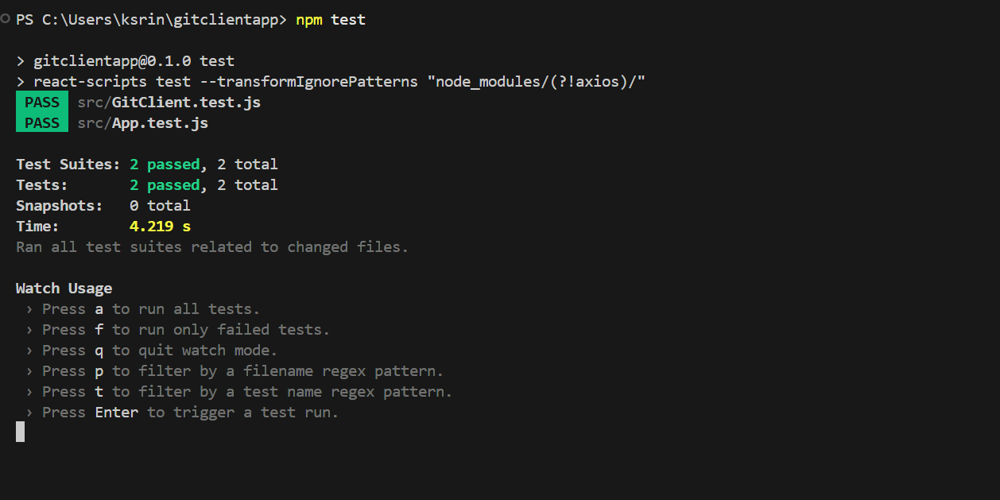 PS C:\Users\ksrin\gitclientapp> npm test
> gitclientapp@0.1.0 test
> react-scripts test --transformIgnorePatterns "node_modules/(?!axios)/"
PASS src/GitClient.test.js
PASS src/App.test.js
Test Suites: 2 passed, 2 total
Tests: 2 passed, 2 total
Snapshots: 0 total
Time: 4.219 s
Ran all test suites related to changed files.
Watch Usage
› Press a to run all tests.
› Press f to run only failed tests.
› Press q to quit watch mode.
› Press p to filter by a filename regex pattern.
› Press t to filter by a test name regex pattern.
› Press Enter to trigger a test run.